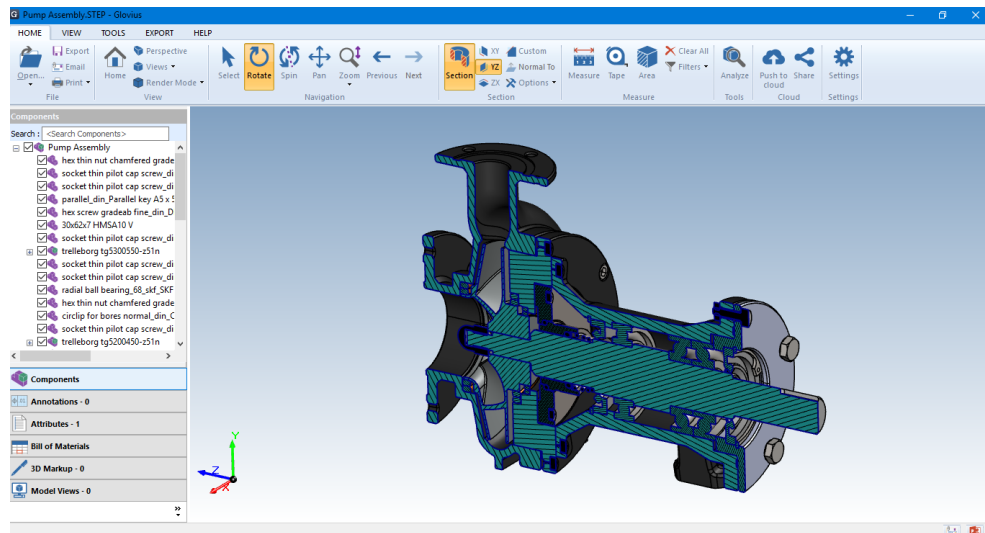 Pump Assembly.STEP - Glovius
HOME VIEW TOOLS EXPORT HELP
Open... Export Email Print
Home Perspective Views Render Mode
Select Rotate Spin Pan Zoom Previous Next
Section XY YZ ZX Custom Normal To Options
Measure Tape Area Clear All Filters
Analyze Push to cloud Share Settings
File View Navigation Section Measure Tools Cloud Settings
Components
Search : <Search Components>
Pump Assembly
hex thin nut chamfered grade
socket thin pilot cap screw_di
socket thin pilot cap screw_di
parallel_din_Parallel key A5 x 5
hex screw gradeab fine_din_D
30x62x7 HMSA10 V
socket thin pilot cap screw_di
trelleborg tg5300550-z51n
socket thin pilot cap screw_di
socket thin pilot cap screw_di
radial ball bearing_68_skf_SKF
hex thin nut chamfered grade
circlip for bores normal_din_C
socket thin pilot cap screw_di
trelleborg tg5200450-z51n
Components
Annotations - 0
Attributes - 1
Bill of Materials
3D Markup - 0
Model Views - 0
Y
Z
X